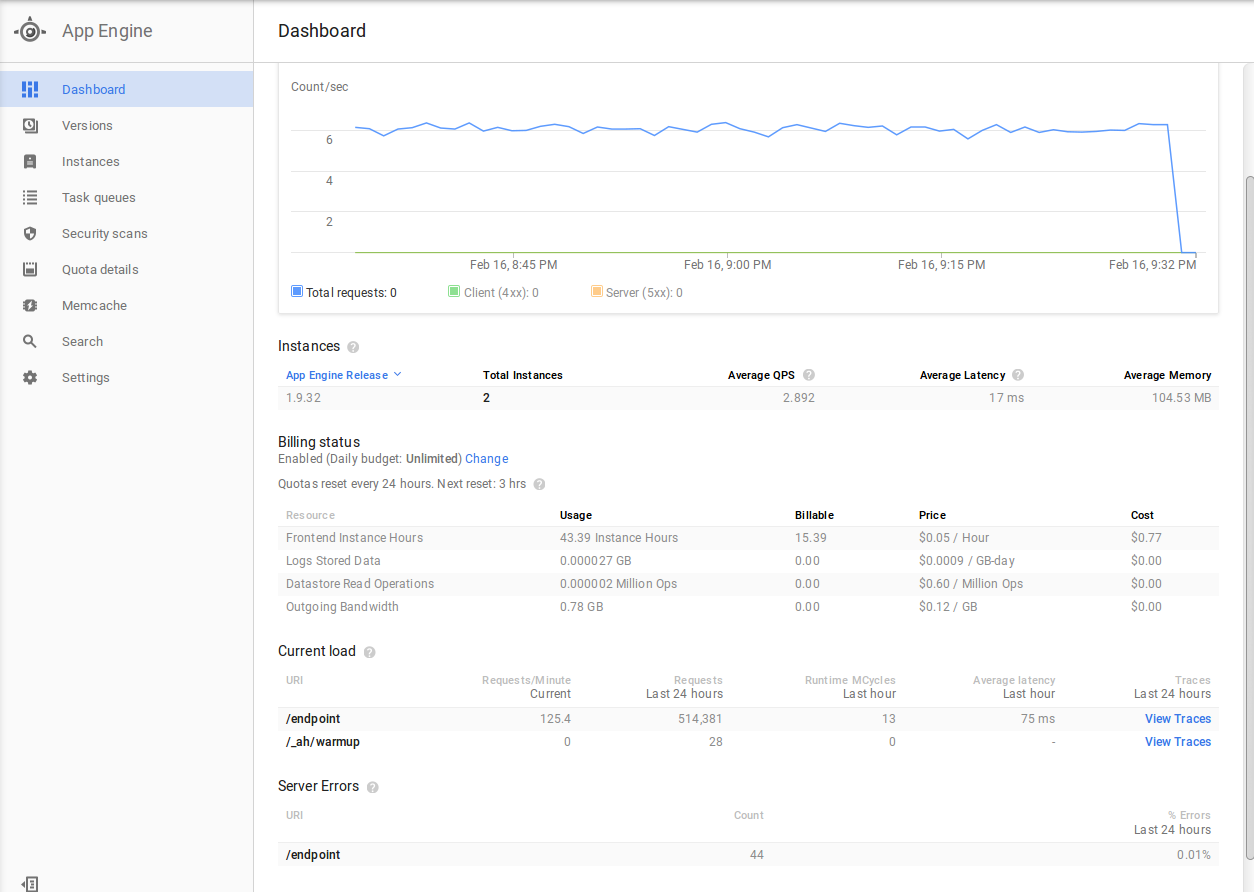 App Engine
Dashboard
Dashboard
Versions
Instances
Task queues
Security scans
Quota details
Memcache
Search
Settings
Count/sec
6
4
2
Feb 16, 8:45 PM Feb 16, 9:00 PM Feb 16, 9:15 PM Feb 16, 9:32 PM
Total requests: 0 Client (4xx): 0 Server (5xx): 0
Instances ?
App Engine Release Total Instances Average QPS ? Average Latency ? Average Memory
1.9.32 2 2.892 17 ms 104.53 MB
Billing status
Enabled (Daily budget: Unlimited) Change
Quotas reset every 24 hours. Next reset: 3 hrs ?
Resource Usage Billable Price Cost
Frontend Instance Hours 43.39 Instance Hours 15.39 $0.05 / Hour $0.77
Logs Stored Data 0.000027 GB 0.00 $0.0009 / GB-day $0.00
Datastore Read Operations 0.000002 Million Ops 0.00 $0.60 / Million Ops $0.00
Outgoing Bandwidth 0.78 GB 0.00 $0.12 / GB $0.00
Current load ?
URI Requests/Minute Requests Runtime MCycles Average latency Traces
Current Last 24 hours Last hour Last hour Last 24 hours
/endpoint 125.4 514,381 13 75 ms View Traces
/_ah/warmup 0 28 0 - View Traces
Server Errors ?
URI Count % Errors
Last 24 hours
/endpoint 44 0.01%